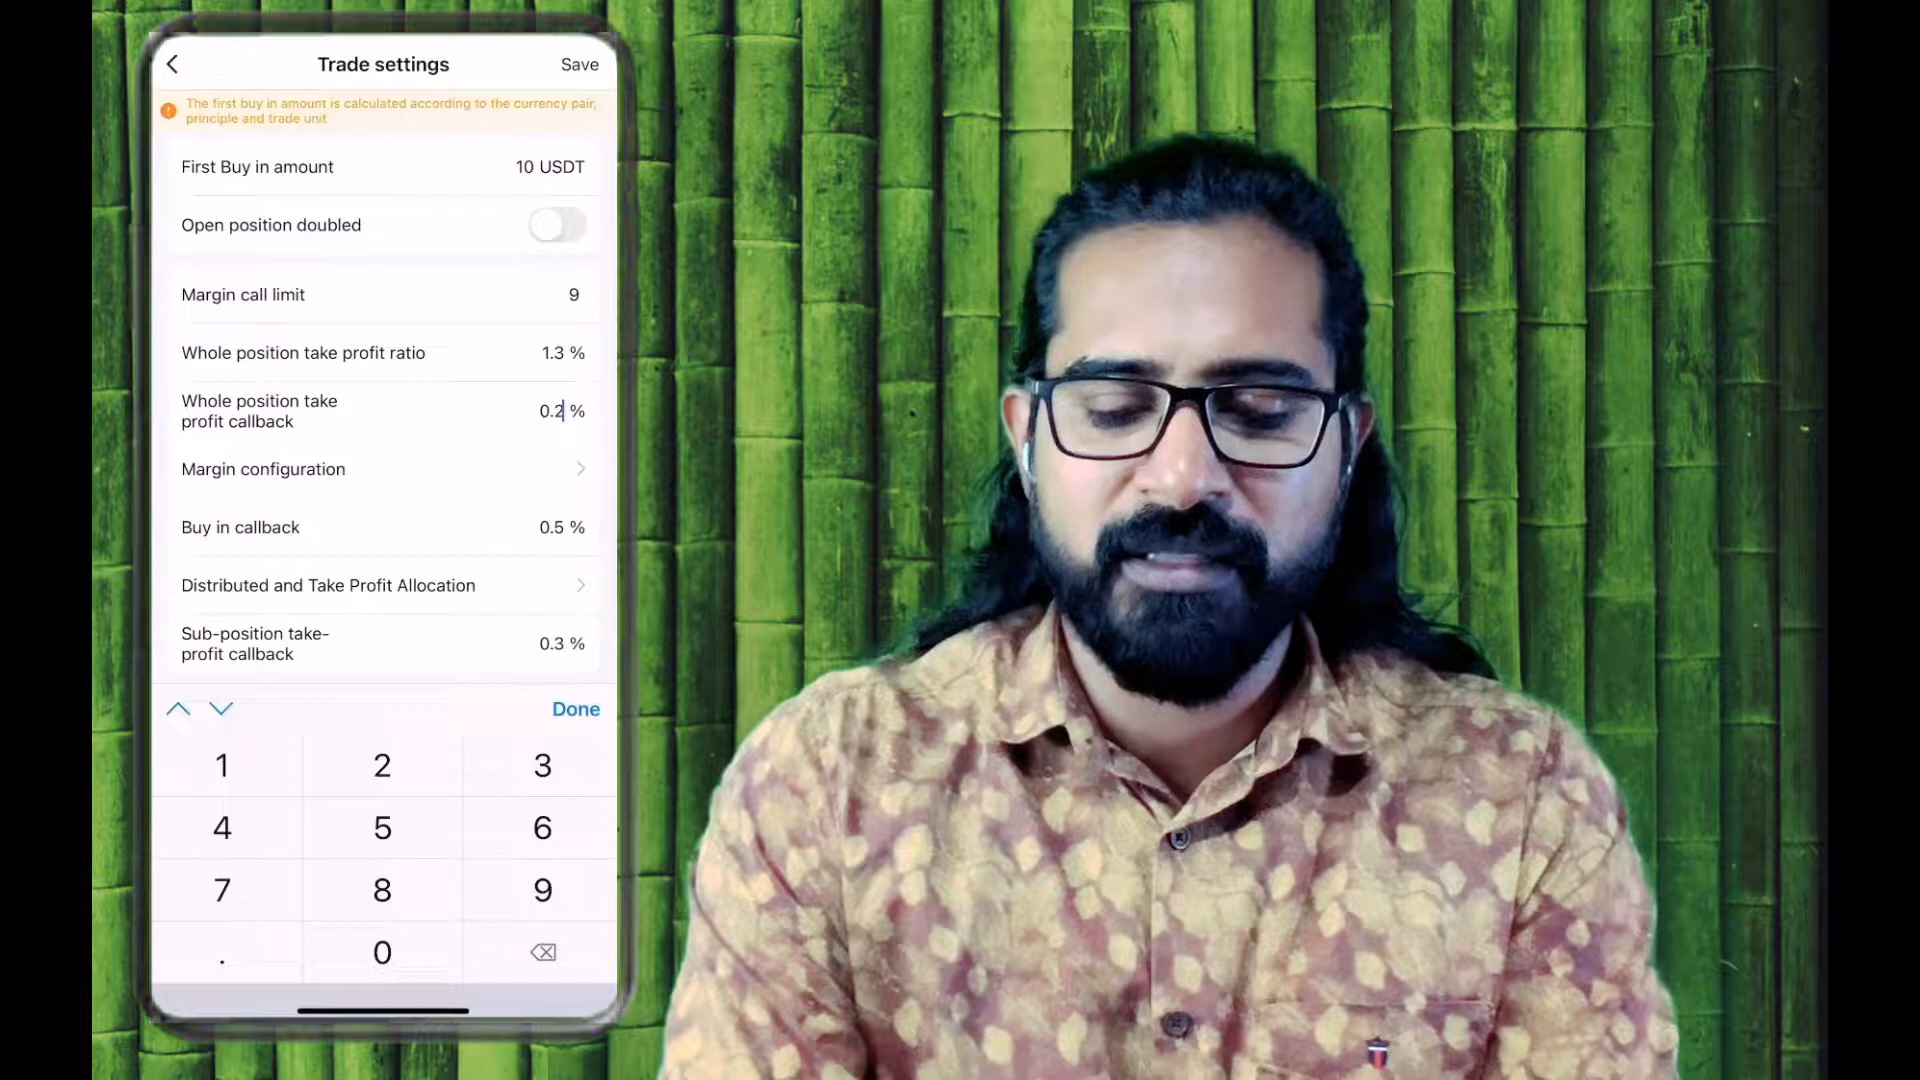 Trade settings
Save
The first buy in amount is calculated according to the currency pair,
principle and trade unit
First Buy in amount
10 USDT
Open position doubled
Margin call limit
9
Whole position take profit ratio
1.3 %
Whole position take
profit callback
0.2 %
Margin configuration
Buy in callback
0.5 %
Distributed and Take Profit Allocation
Sub-position take-
profit callback
0.3 %
Done
1 2 3
4 5 6
7 8 9
. 0